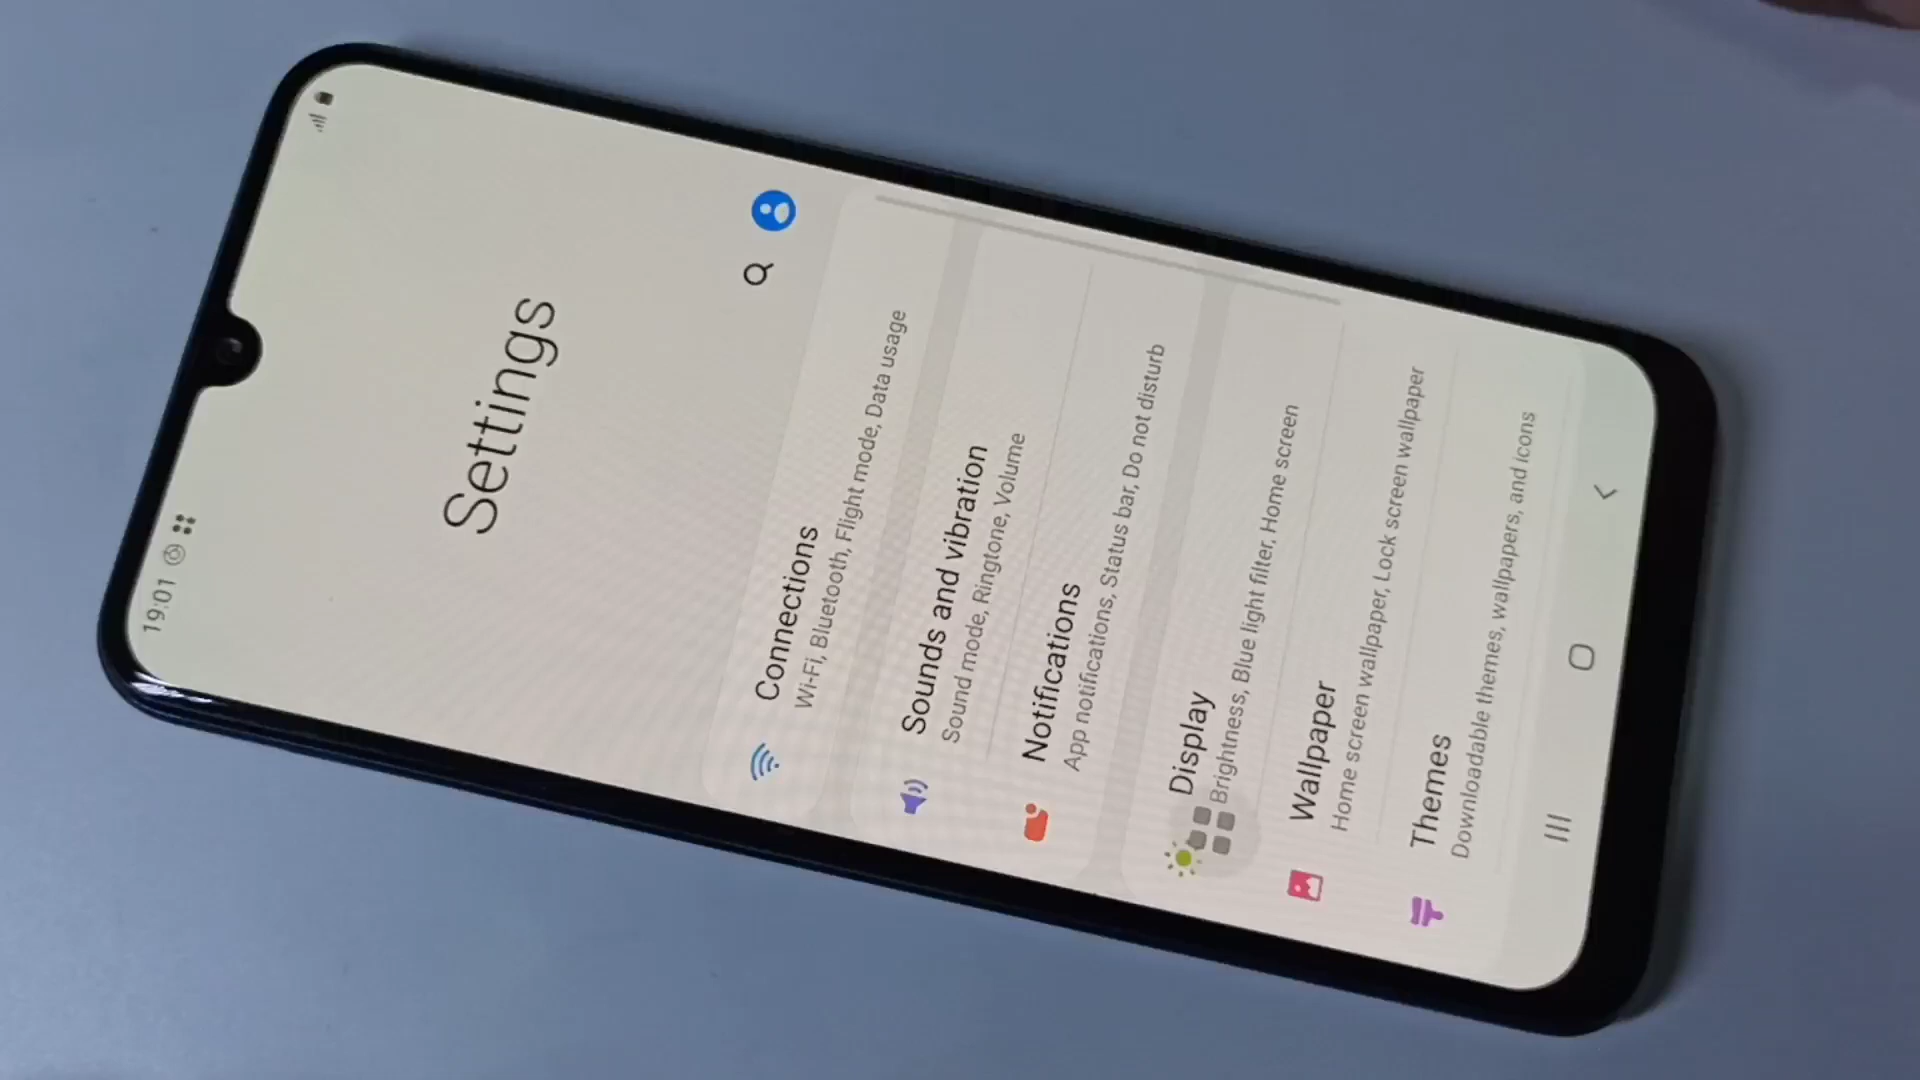 19:01
Settings
Connections
Wi-Fi, Bluetooth, Flight mode, Data usage
Sounds and vibration
Sound mode, Ringtone, Volume
Notifications
App notifications, Status bar, Do not disturb
Display
Brightness, Blue light filter, Home screen
Wallpaper
Home screen wallpaper, Lock screen wallpaper
Themes
Downloadable themes, wallpapers, and icons